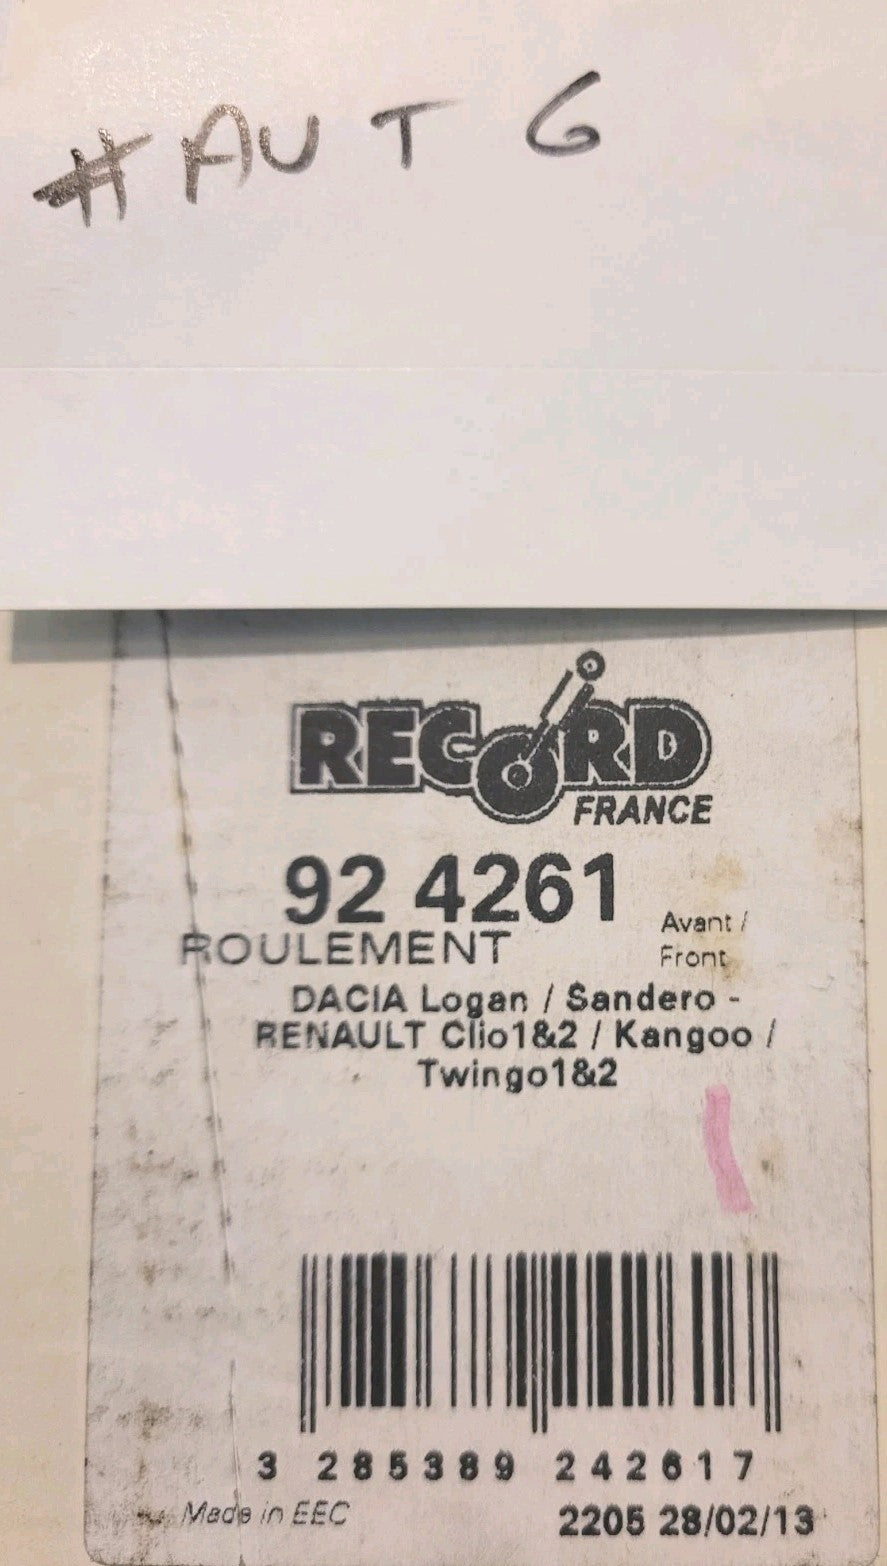 # AUT 6
RECORD
FRANCE
92 4261
ROULEMENT
Avant /
Front
DACIA Logan / Sandero -
RENAULT Clio1&2 / Kangoo /
Twingo1&2
3 285389 242617
Made in EEC
2205 28/02/13